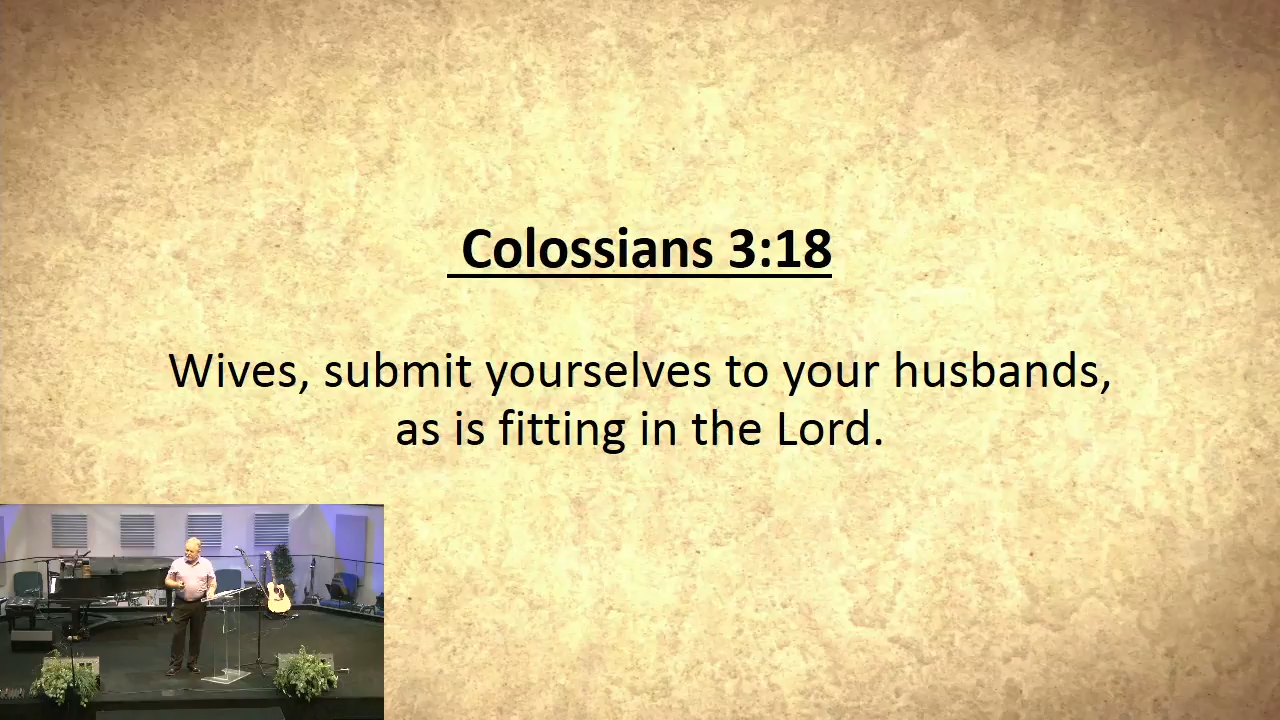 Colossians 3:18
Wives, submit yourselves to your husbands,
as is fitting in the Lord.